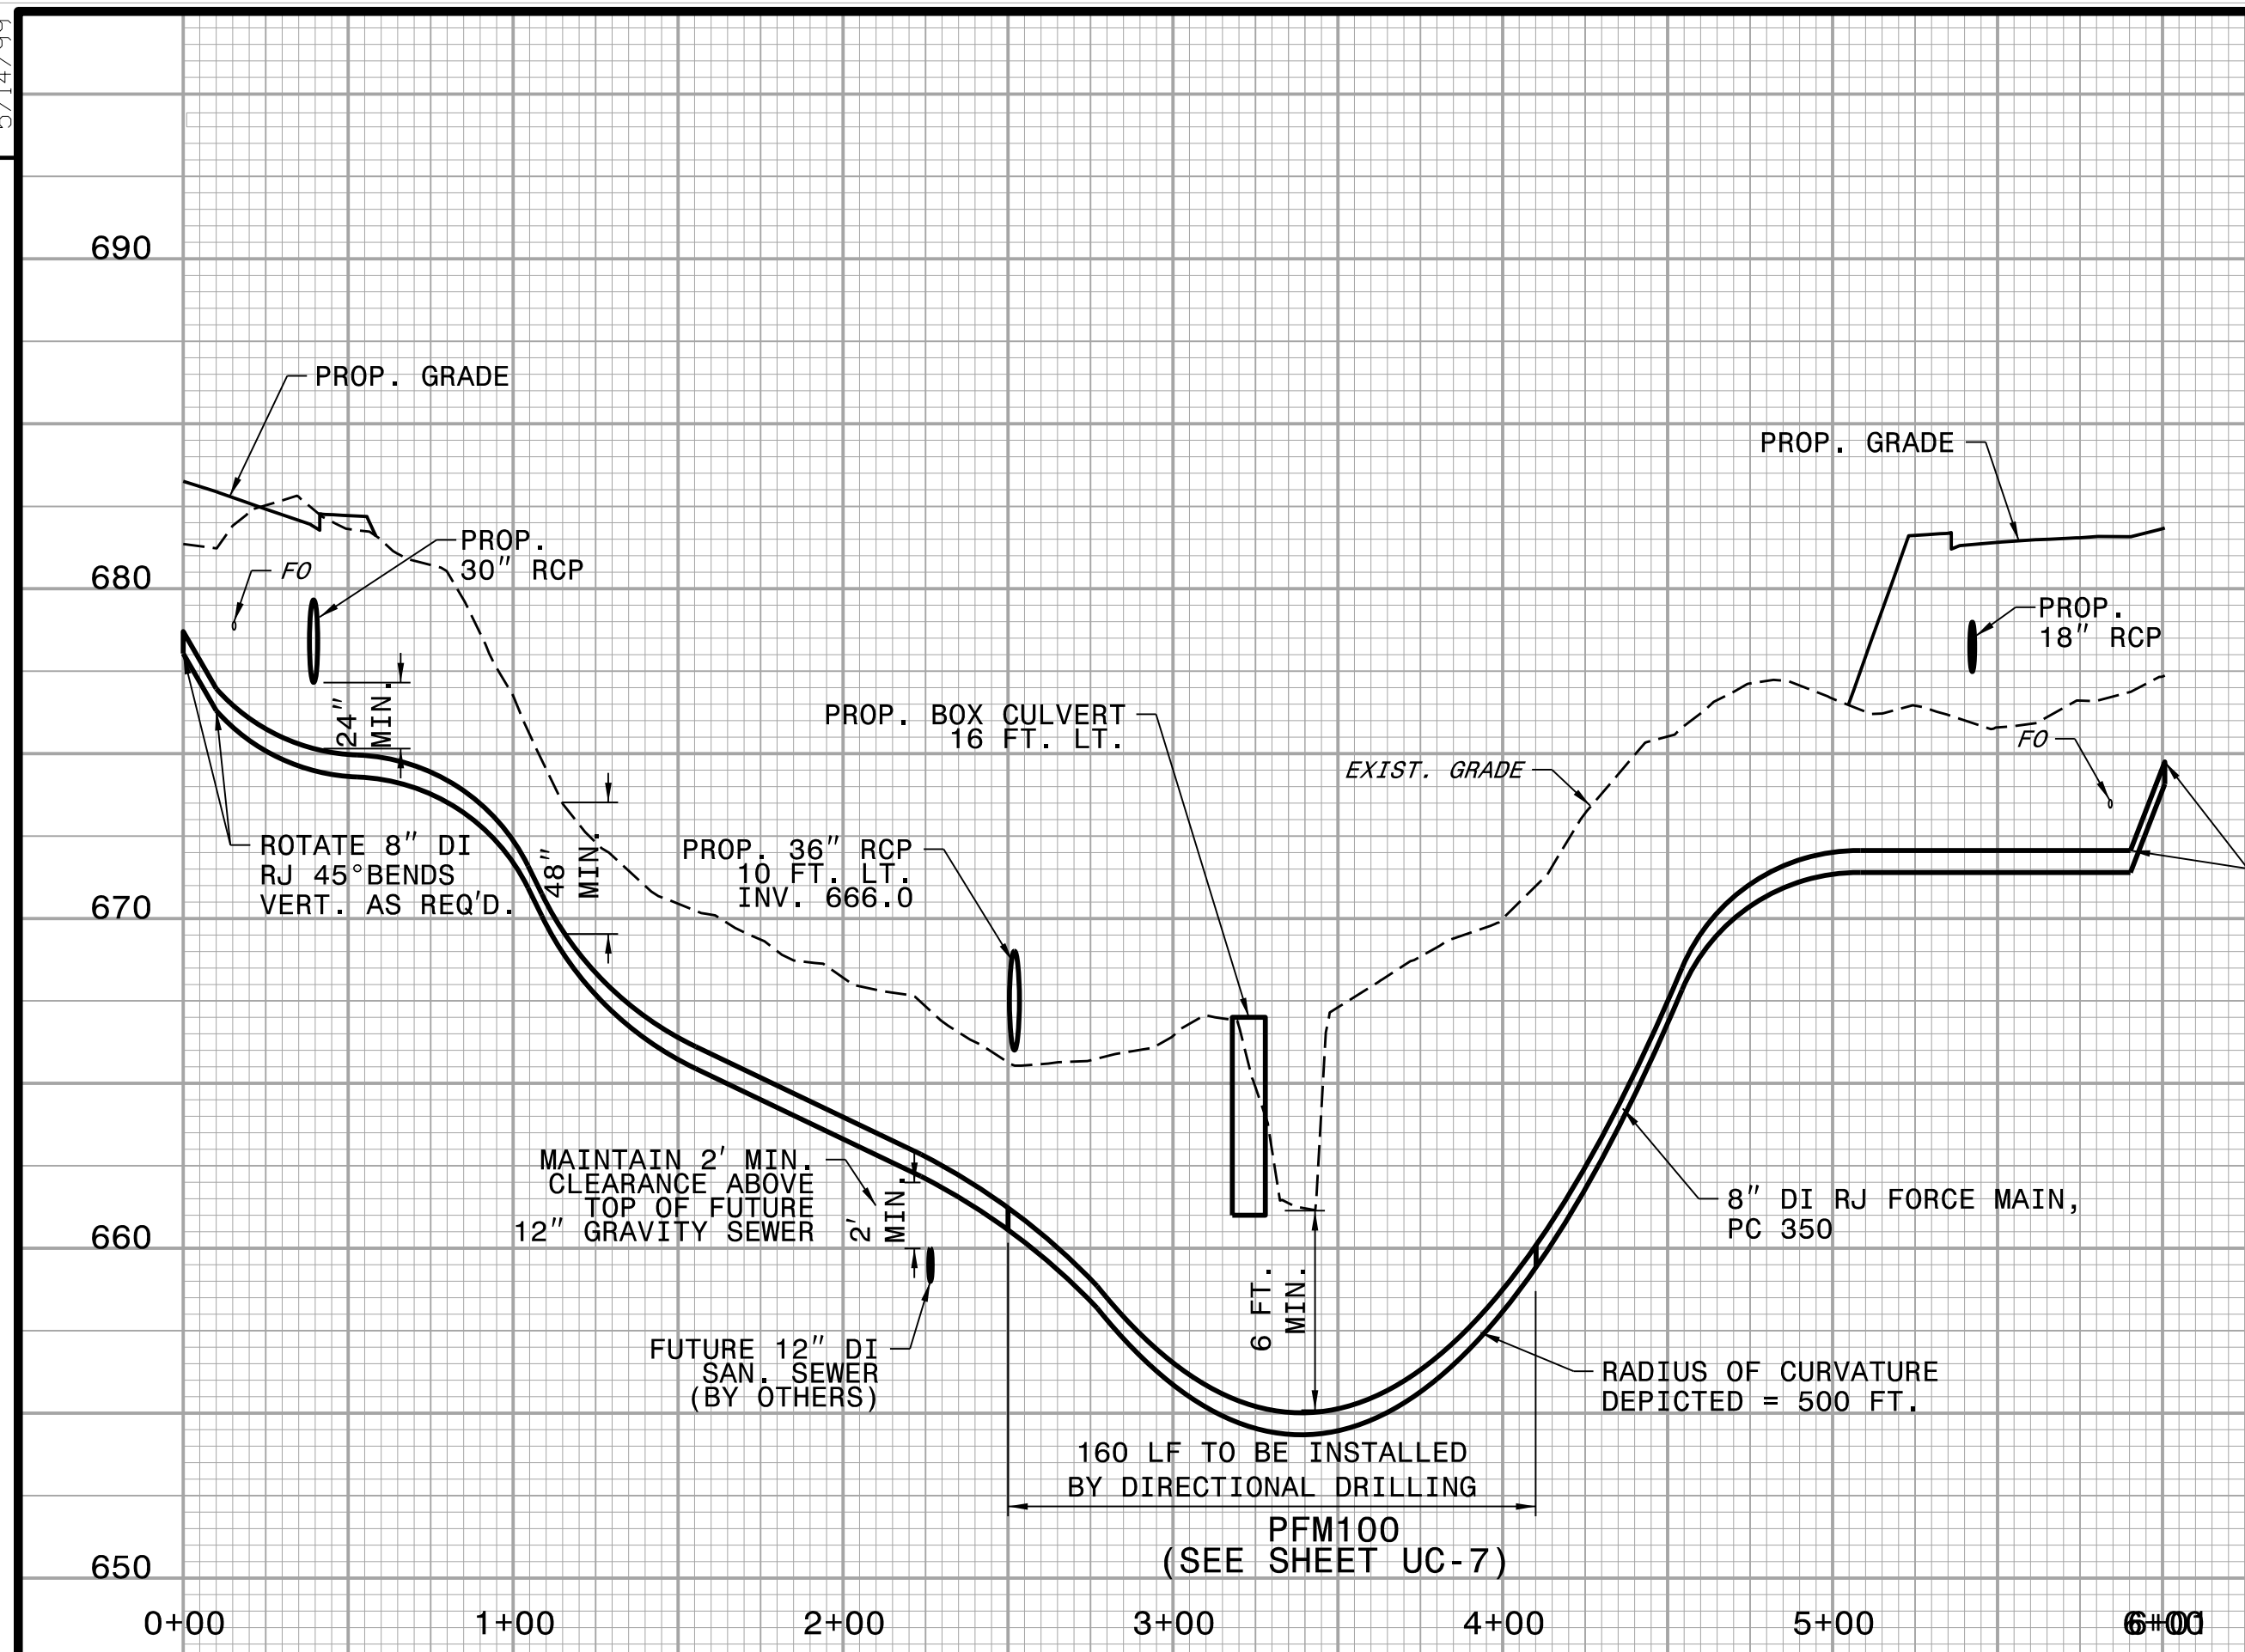 5/14/99
690
PROP. GRADE
PROP. GRADE
PROP.
30" RCP
FO
680
PROP.
18" RCP
24"
MIN.
PROP. BOX CULVERT
16 FT. LT.
FO
EXIST. GRADE
ROTATE 8" DI
RJ 45°BENDS
VERT. AS REQ'D.
48"
MIN.
PROP. 36" RCP
10 FT. LT.
INV. 666.0
670
MAINTAIN 2' MIN.
CLEARANCE ABOVE
TOP OF FUTURE
12" GRAVITY SEWER
2'
MIN.
8" DI RJ FORCE MAIN,
PC 350
660
6 FT.
MIN.
FUTURE 12" DI
SAN. SEWER
(BY OTHERS)
RADIUS OF CURVATURE
DEPICTED = 500 FT.
160 LF TO BE INSTALLED
BY DIRECTIONAL DRILLING
PFM100
(SEE SHEET UC-7)
650
0+00 1+00 2+00 3+00 4+00 5+00 6+00